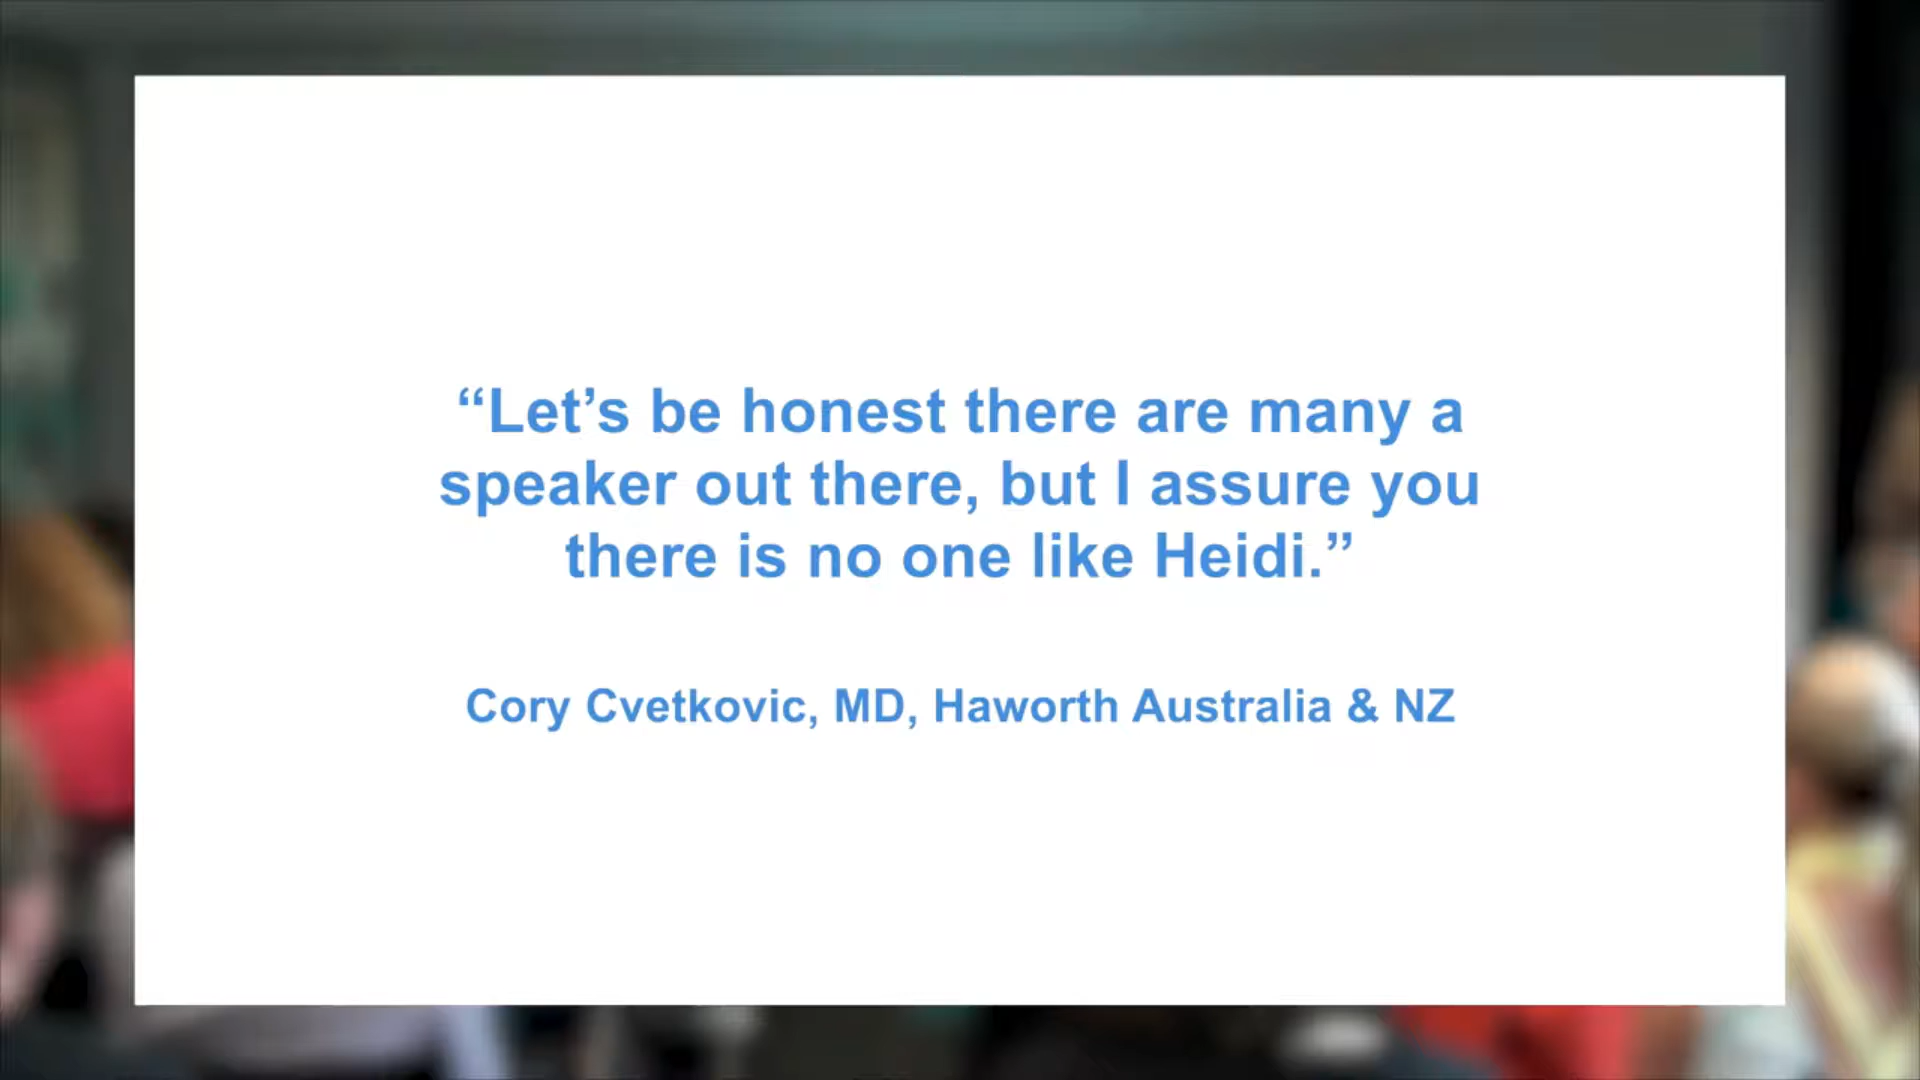 “Let’s be honest there are many a
speaker out there, but I assure you
there is no one like Heidi.”
Cory Cvetkovic, MD, Haworth Australia & NZ